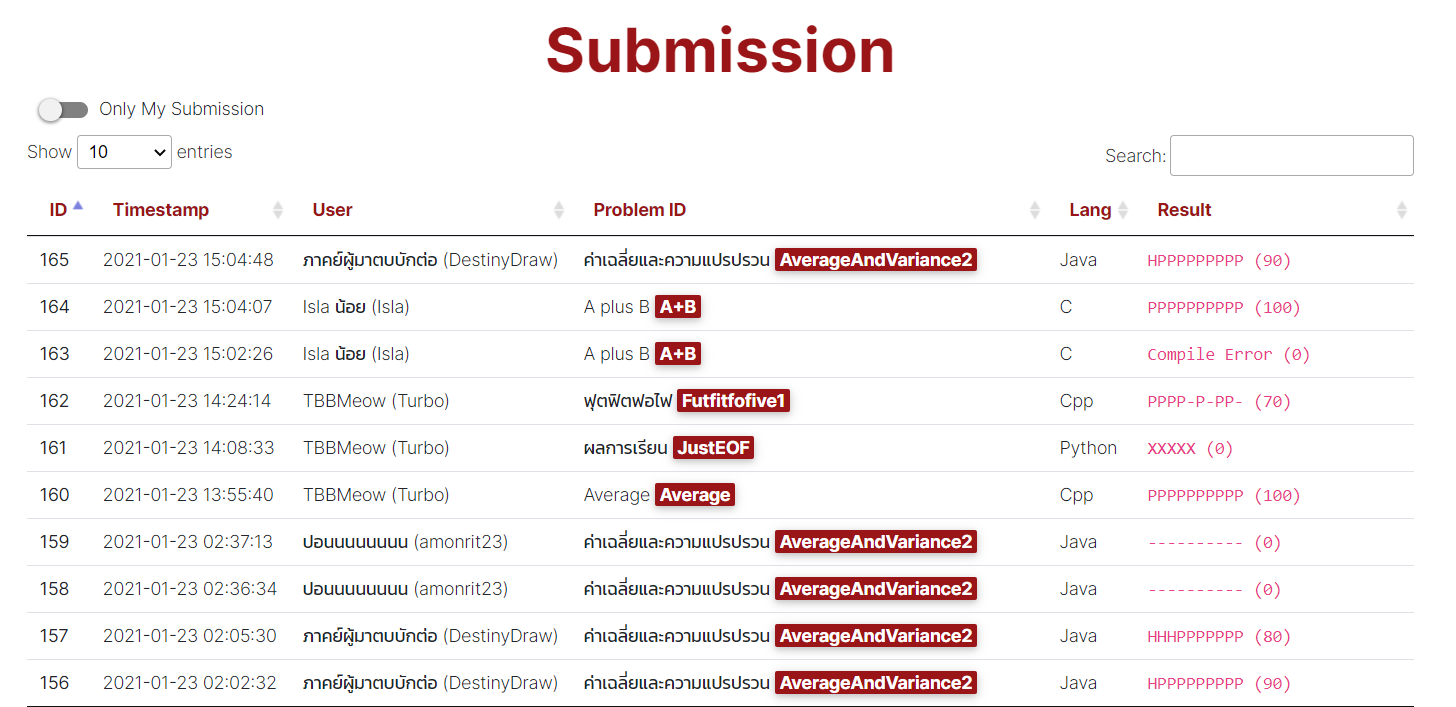 Submission
Only My Submission
Show 10 entries Search:
ID Timestamp User Problem ID Lang Result
165 2021-01-23 15:04:48 ภาคย์ผู้มาตบบักต่อ (DestinyDraw) ค่าเฉลี่ยและความแปรปรวน AverageAndVariance2 Java HPPPPPPPPP (90)
164 2021-01-23 15:04:07 Isla น้อย (Isla) A plus B A+B C PPPPPPPPPP (100)
163 2021-01-23 15:02:26 Isla น้อย (Isla) A plus B A+B C Compile Error (0)
162 2021-01-23 14:24:14 TBBMeow (Turbo) ฟุตฟิตฟอไฟ Futfitfofive1 Cpp PPPP-P-PP- (70)
161 2021-01-23 14:08:33 TBBMeow (Turbo) ผลการเรียน JustEOF Python XXXXX (0)
160 2021-01-23 13:55:40 TBBMeow (Turbo) Average Average Cpp PPPPPPPPPP (100)
159 2021-01-23 02:37:13 ปอนนนนนนนน (amonrit23) ค่าเฉลี่ยและความแปรปรวน AverageAndVariance2 Java ---------- (0)
158 2021-01-23 02:36:34 ปอนนนนนนนน (amonrit23) ค่าเฉลี่ยและความแปรปรวน AverageAndVariance2 Java ---------- (0)
157 2021-01-23 02:05:30 ภาคย์ผู้มาตบบักต่อ (DestinyDraw) ค่าเฉลี่ยและความแปรปรวน AverageAndVariance2 Java HHHPPPPPPP (80)
156 2021-01-23 02:02:32 ภาคย์ผู้มาตบบักต่อ (DestinyDraw) ค่าเฉลี่ยและความแปรปรวน AverageAndVariance2 Java HPPPPPPPPP (90)